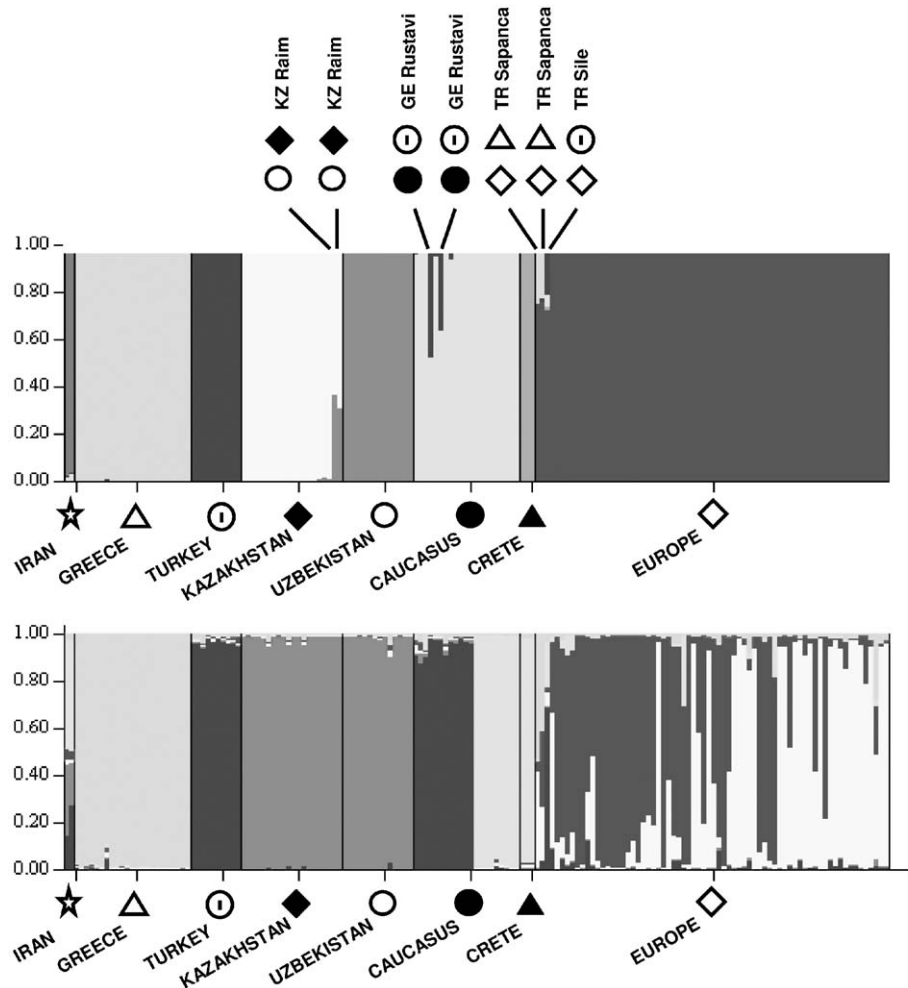 KZ Raim
KZ Raim
GE Rustavi
GE Rustavi
TR Sapanca
TR Sapanca
TR Sile
1.00
0.80
0.60
0.40
0.20
0.00
IRAN
GREECE
TURKEY
KAZAKHSTAN
UZBEKISTAN
CAUCASUS
CRETE
EUROPE
1.00
0.80
0.60
0.40
0.20
0.00
IRAN
GREECE
TURKEY
KAZAKHSTAN
UZBEKISTAN
CAUCASUS
CRETE
EUROPE